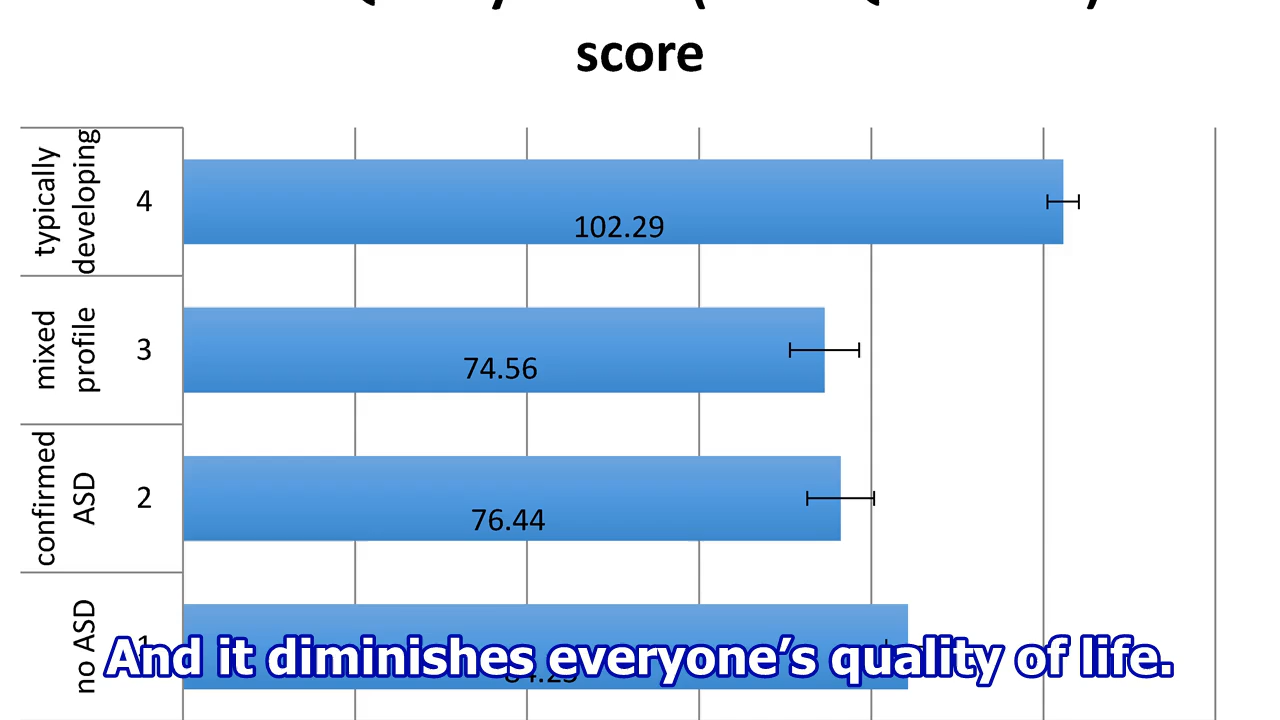 score
typically
developing
4
102.29
mixed
profile
3
74.56
confirmed
ASD
2
76.44
no ASD
And it diminishes everyone’s quality of life.